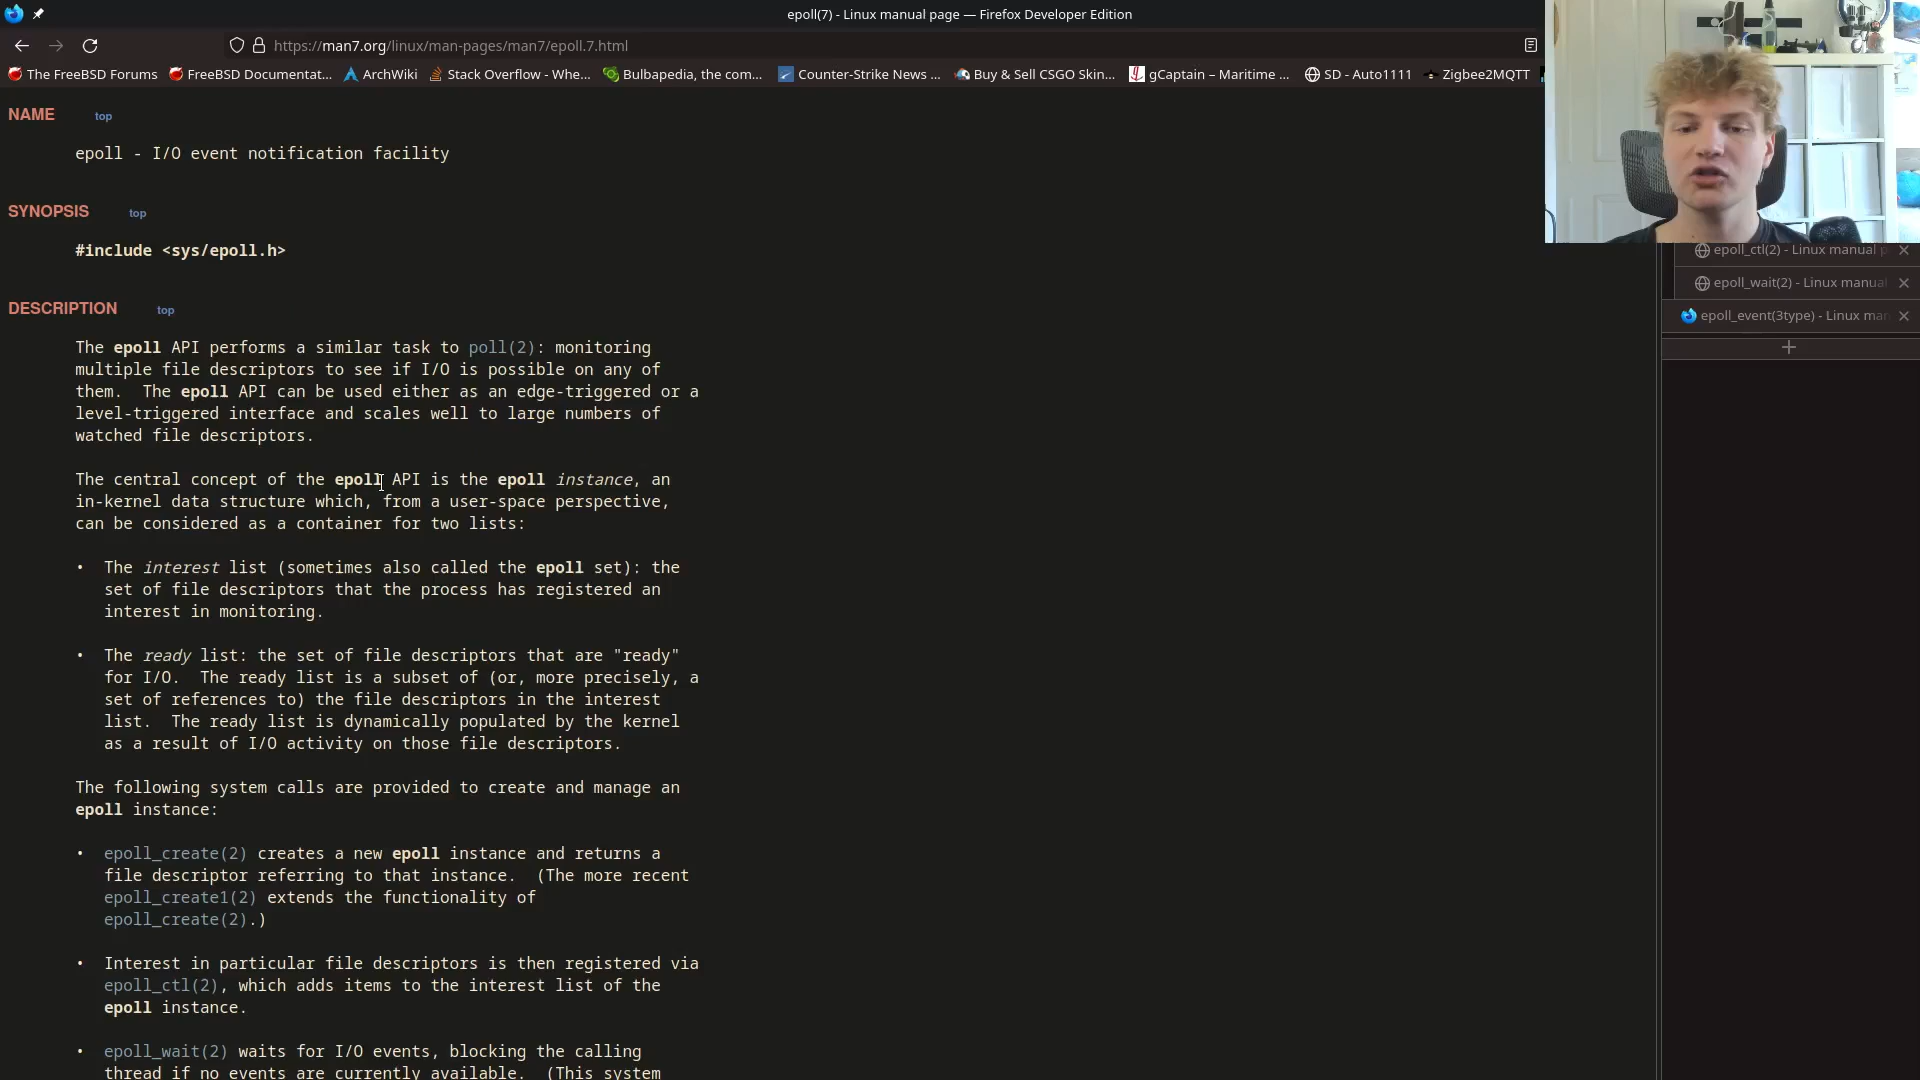 epoll(7) - Linux manual page — Firefox Developer Edition
https://man7.org/linux/man-pages/man7/epoll.7.html
The FreeBSD Forums
FreeBSD Documentat...
ArchWiki
Stack Overflow - Whe...
Bulbapedia, the com...
Counter-Strike News ...
Buy & Sell CSGO Skin...
gCaptain – Maritime ...
SD - Auto1111
Zigbee2MQTT
NAME top
epoll - I/O event notification facility
SYNOPSIS top
#include <sys/epoll.h>
DESCRIPTION top
The epoll API performs a similar task to poll(2): monitoring
multiple file descriptors to see if I/O is possible on any of
them. The epoll API can be used either as an edge-triggered or a
level-triggered interface and scales well to large numbers of
watched file descriptors.
The central concept of the epoll API is the epoll instance, an
in-kernel data structure which, from a user-space perspective,
can be considered as a container for two lists:
• The interest list (sometimes also called the epoll set): the
set of file descriptors that the process has registered an
interest in monitoring.
• The ready list: the set of file descriptors that are "ready"
for I/O. The ready list is a subset of (or, more precisely, a
set of references to) the file descriptors in the interest
list. The ready list is dynamically populated by the kernel
as a result of I/O activity on those file descriptors.
The following system calls are provided to create and manage an
epoll instance:
• epoll_create(2) creates a new epoll instance and returns a
file descriptor referring to that instance. (The more recent
epoll_create1(2) extends the functionality of
epoll_create(2).)
• Interest in particular file descriptors is then registered via
epoll_ctl(2), which adds items to the interest list of the
epoll instance.
• epoll_wait(2) waits for I/O events, blocking the calling
thread if no events are currently available. (This system
epoll_ctl(2) - Linux manual p
epoll_wait(2) - Linux manual
epoll_event(3type) - Linux man